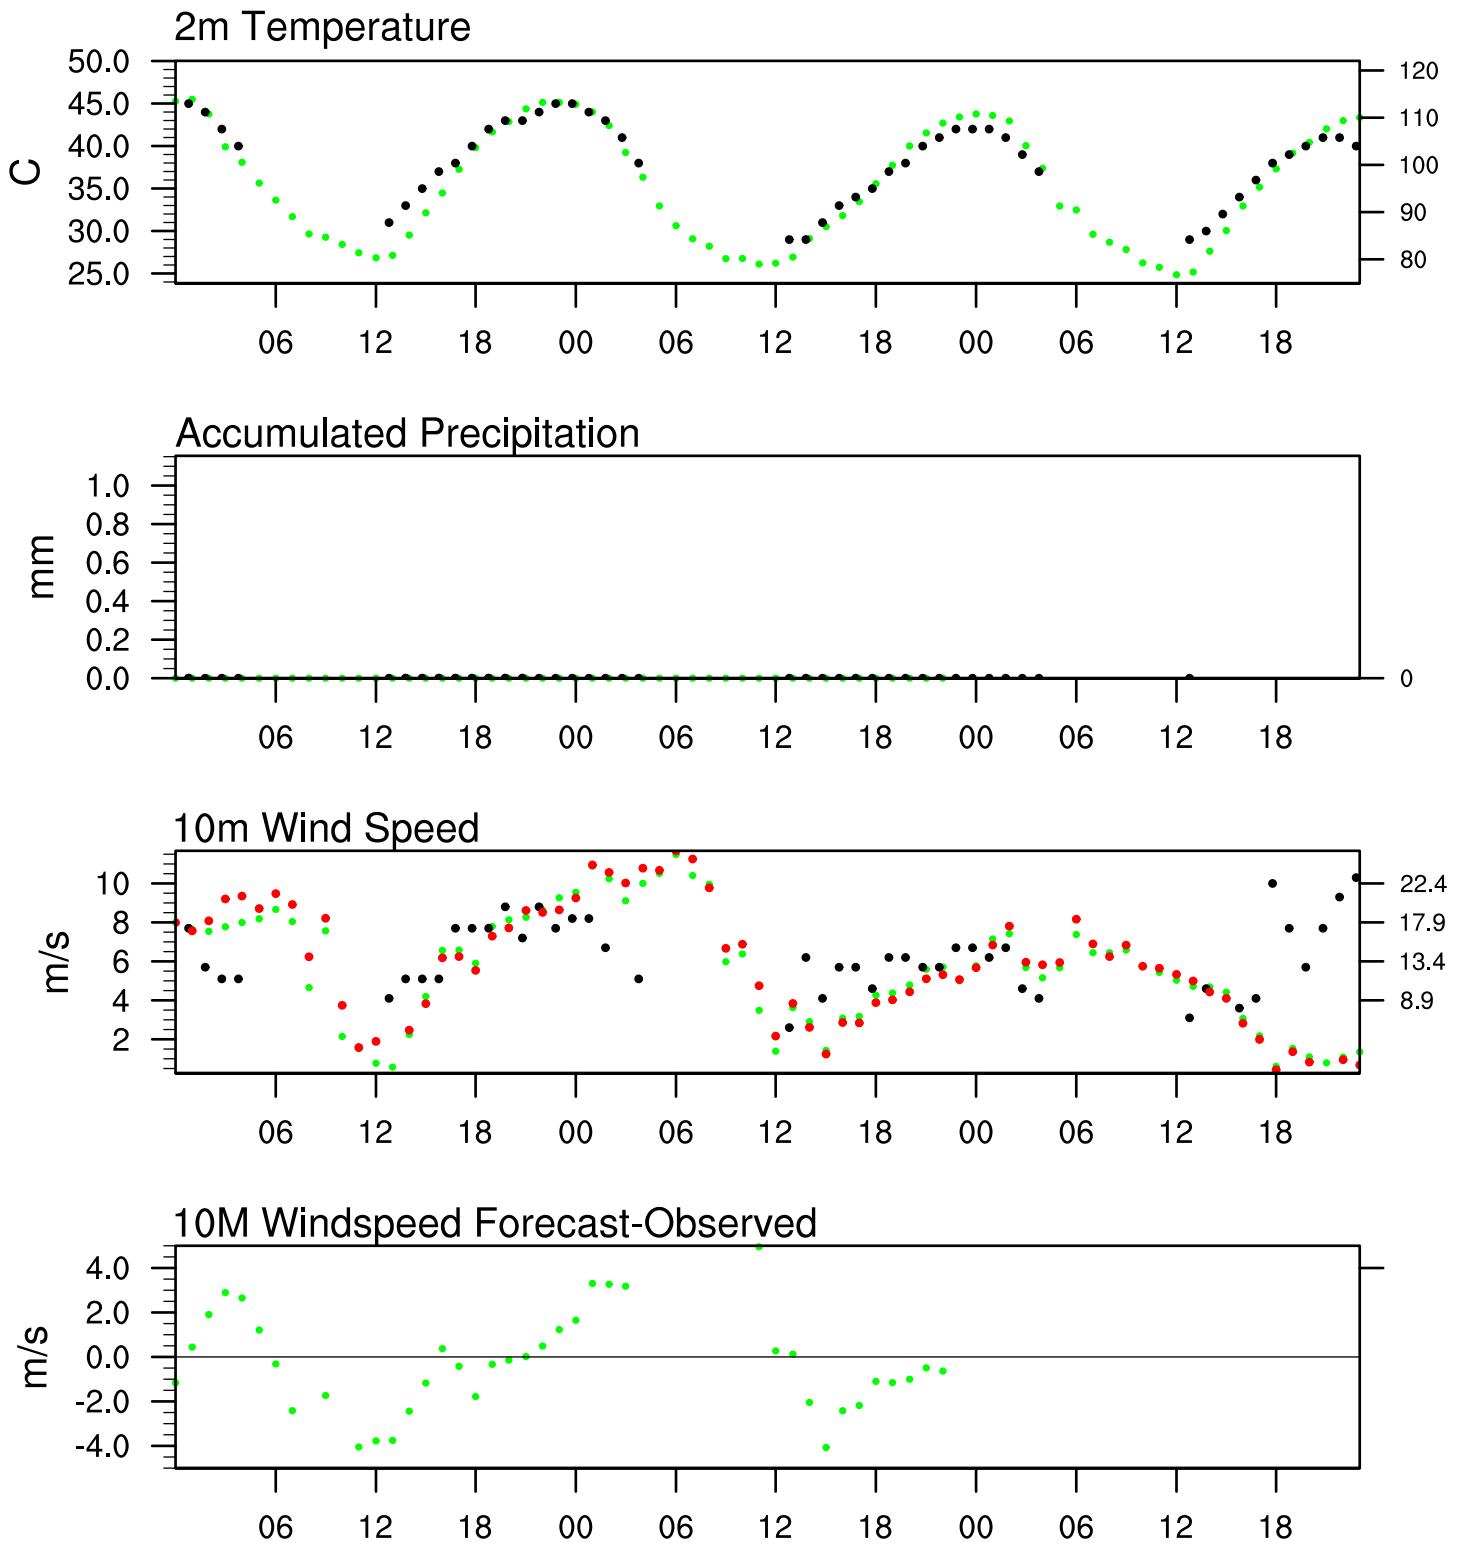 2m Temperature
50.0
45.0
40.0
35.0
30.0
25.0
C
120
110
100
90
80
06 12 18 00 06 12 18 00 06 12 18
Accumulated Precipitation
1.0
0.8
0.6
0.4
0.2
0.0
mm
0
06 12 18 00 06 12 18 00 06 12 18
10m Wind Speed
10
8
6
4
2
m/s
22.4
17.9
13.4
8.9
06 12 18 00 06 12 18 00 06 12 18
10M Windspeed Forecast-Observed
4.0
2.0
0.0
-2.0
-4.0
m/s
06 12 18 00 06 12 18 00 06 12 18